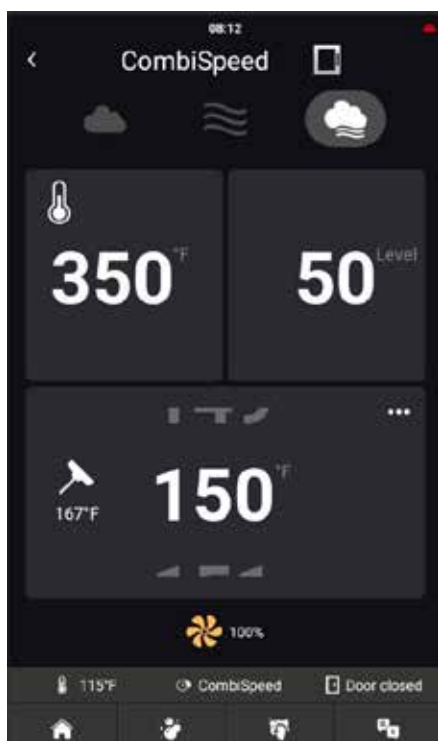 08:12
CombiSpeed
350 °F
50 Level
150 °F
167°F
100%
115°F CombiSpeed Door closed